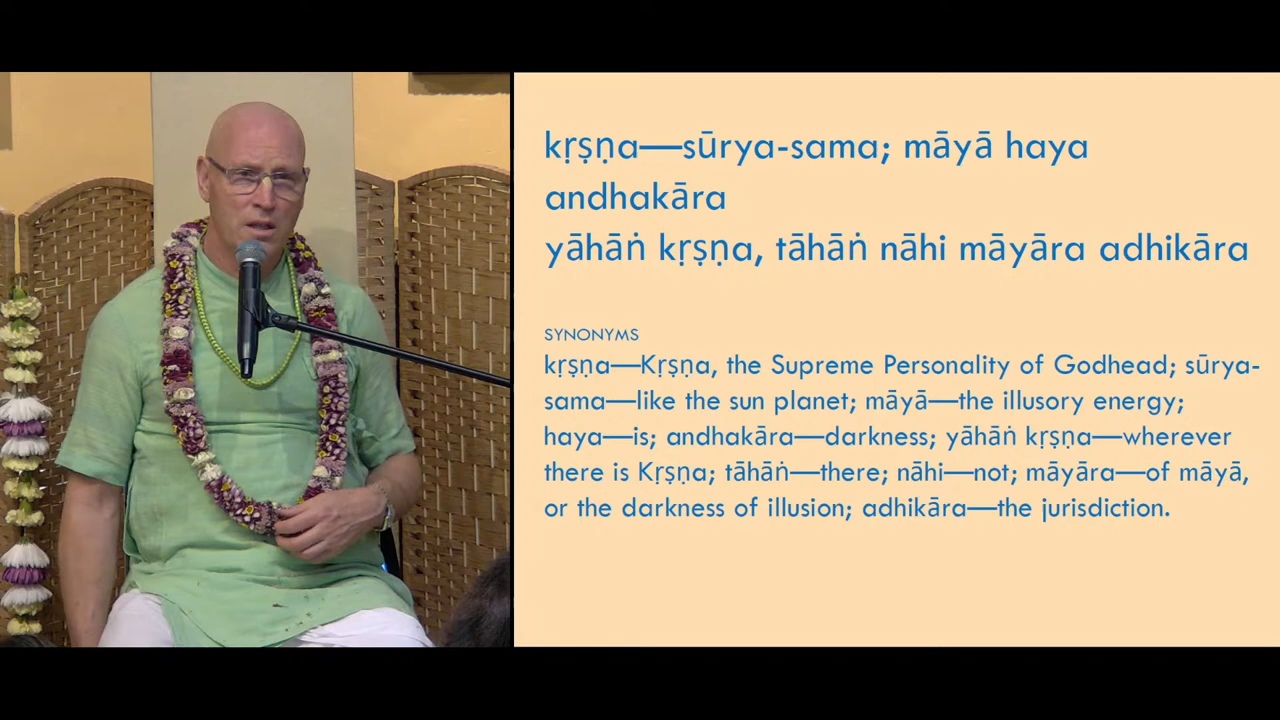 kṛṣṇa—sūrya-sama; māyā haya
andhakāra
yāhāṅ kṛṣṇa, tāhāṅ nāhi māyāra adhikāra
SYNONYMS
kṛṣṇa—Kṛṣṇa, the Supreme Personality of Godhead; sūrya-
sama—like the sun planet; māyā—the illusory energy;
haya—is; andhakāra—darkness; yāhāṅ kṛṣṇa—wherever
there is Kṛṣṇa; tāhāṅ—there; nāhi—not; māyāra—of māyā,
or the darkness of illusion; adhikāra—the jurisdiction.